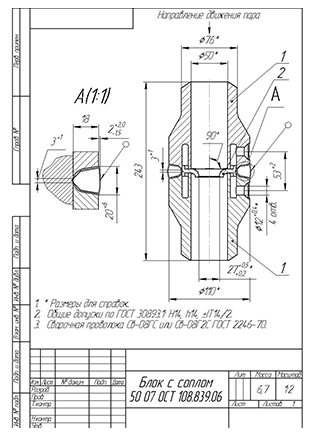 Направление движения пара
⌀76*
⌀50*
1
2
А(1:1)
А
18
2 +2,0 -1,5
3 +1
90°
243
3 +1
53 +2
20 +6
⌀12 +0,4
4 отв.
27 +0,5 +0,2
1
⌀110*
1. * Размеры для справок.
2. Общие допуски по ГОСТ 30893.1 Н14, h14, ±IT14/2.
3. Сварочная проволока Св-08ГС или Св-08Г2С ГОСТ 2246-70.
Перв. примен.
Справ. №
Подп. и дата
Инв. № дубл.
Взам. инв. №
Подп. и дата
Инв. № подл.
Изм. Лист № докум. Подп. Дата
Разраб.
Пров.
Т.контр.
Н.контр.
Утв.
Блок с соплом
50 07 ОСТ 108.839.06
Лит. Масса Масштаб
6,7 1:2
Лист Листов 1